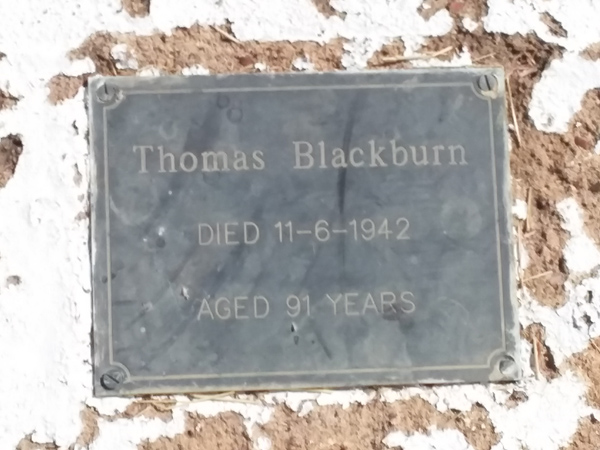 Thomas Blackburn
DIED 11-6-1942
AGED 91 YEARS